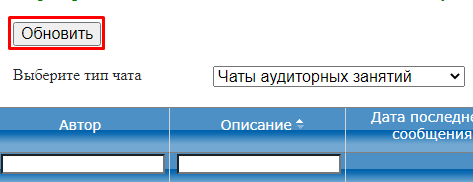 Обновить
Выберите тип чата Чаты аудиторных занятий
Автор Описание Дата последне
сообщения